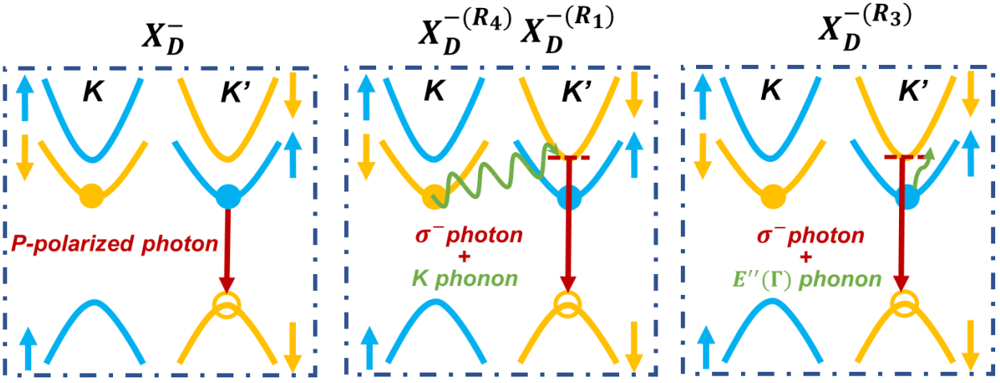 X_D^-
X_D^{-(R_4)} X_D^{-(R_1)}
X_D^{-(R_3)}
K K'
P-polarized photon
K K'
σ⁻ photon
+
K phonon
K K'
σ⁻ photon
+
E''(Γ) phonon